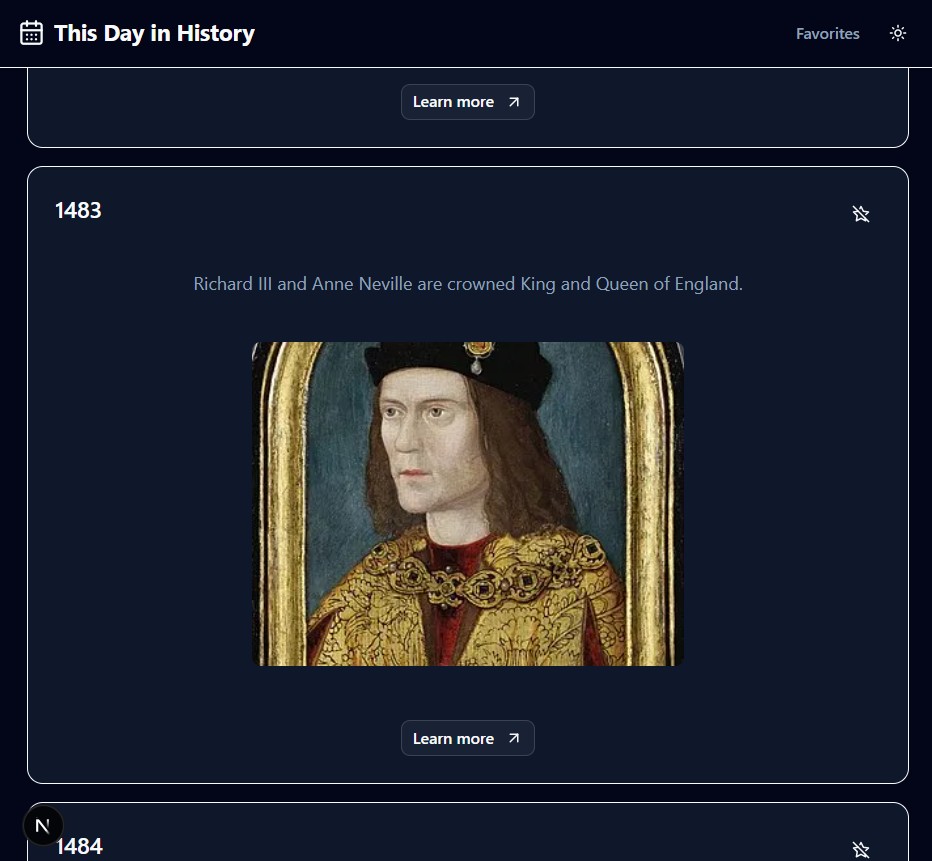 This Day in History
Favorites
Learn more
1483
Richard III and Anne Neville are crowned King and Queen of England.
Learn more
N
1484